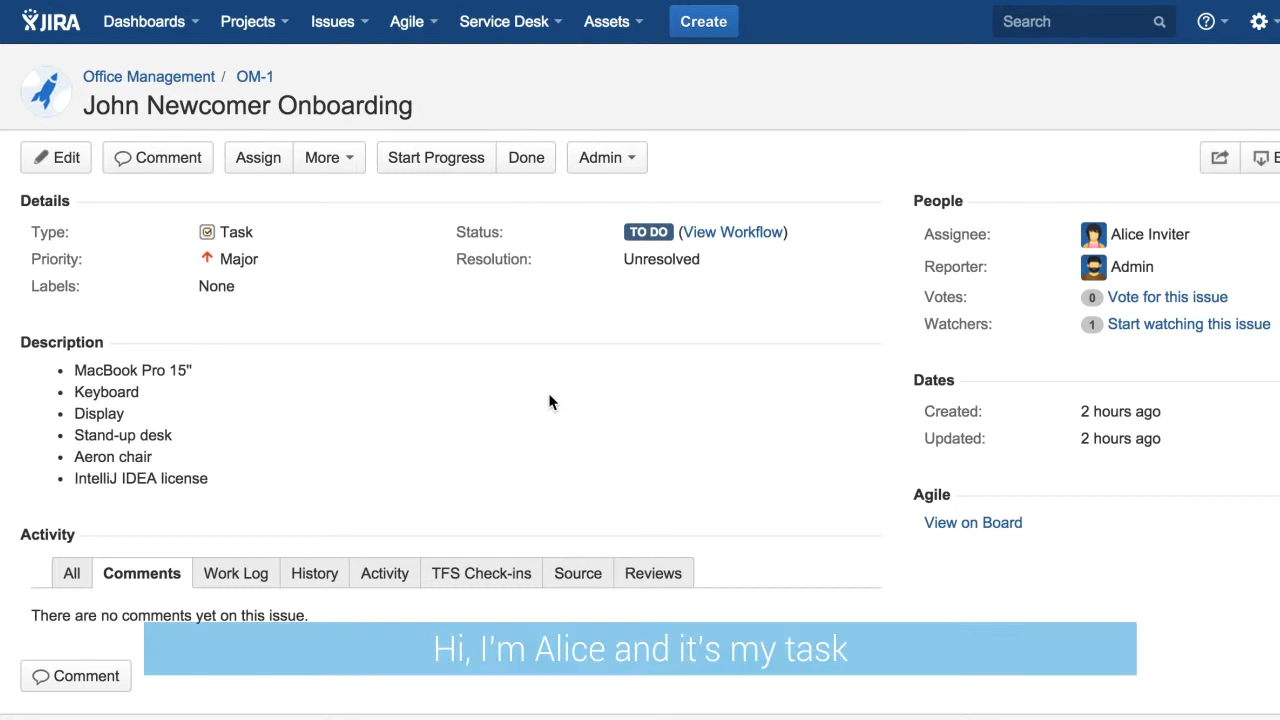 JIRA Dashboards Projects Issues Agile Service Desk Assets Create Search
Office Management / OM-1
John Newcomer Onboarding
Edit Comment Assign More Start Progress Done Admin E
Details
Type: Task
Priority: Major
Labels: None
Status: TO DO (View Workflow)
Resolution: Unresolved
Description
• MacBook Pro 15"
• Keyboard
• Display
• Stand-up desk
• Aeron chair
• IntelliJ IDEA license
Activity
All Comments Work Log History Activity TFS Check-ins Source Reviews
There are no comments yet on this issue.
Hi, I'm Alice and it's my task
Comment
People
Assignee: Alice Inviter
Reporter: Admin
Votes: 0 Vote for this issue
Watchers: 1 Start watching this issue
Dates
Created: 2 hours ago
Updated: 2 hours ago
Agile
View on Board